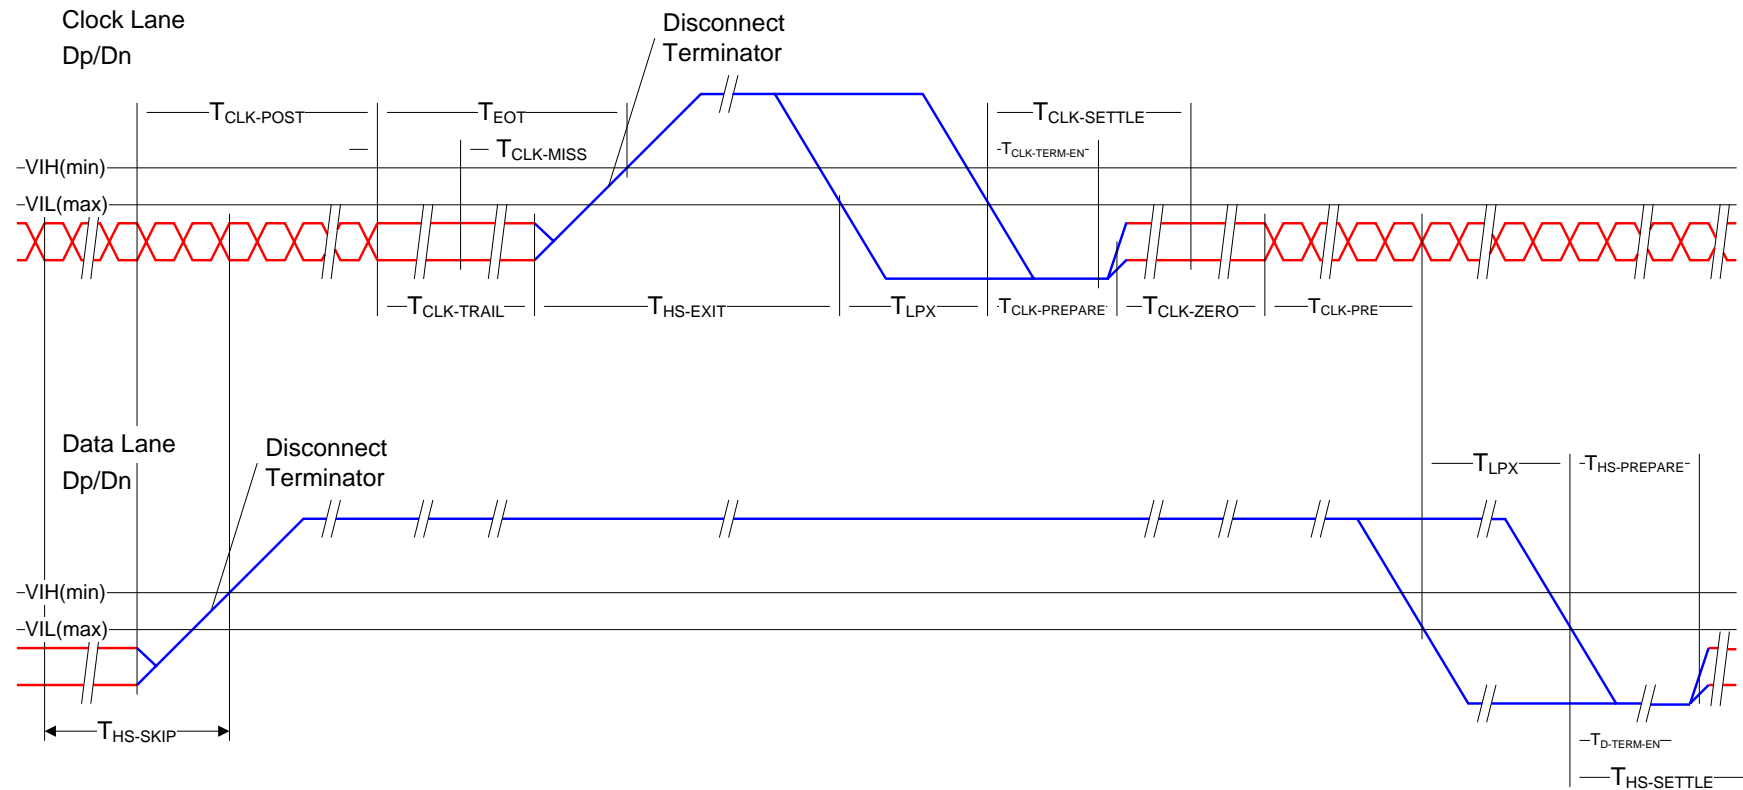 Clock Lane
Dp/Dn
Disconnect
Terminator
TCLK-POST
TEOT
TCLK-SETTLE
TCLK-MISS
TCLK-TERM-EN
VIH(min)
VIL(max)
TCLK-TRAIL
THS-EXIT
TLPX
TCLK-PREPARE
TCLK-ZERO
TCLK-PRE
Data Lane
Dp/Dn
Disconnect
Terminator
TLPX
THS-PREPARE
VIH(min)
VIL(max)
THS-SKIP
TD-TERM-EN
THS-SETTLE